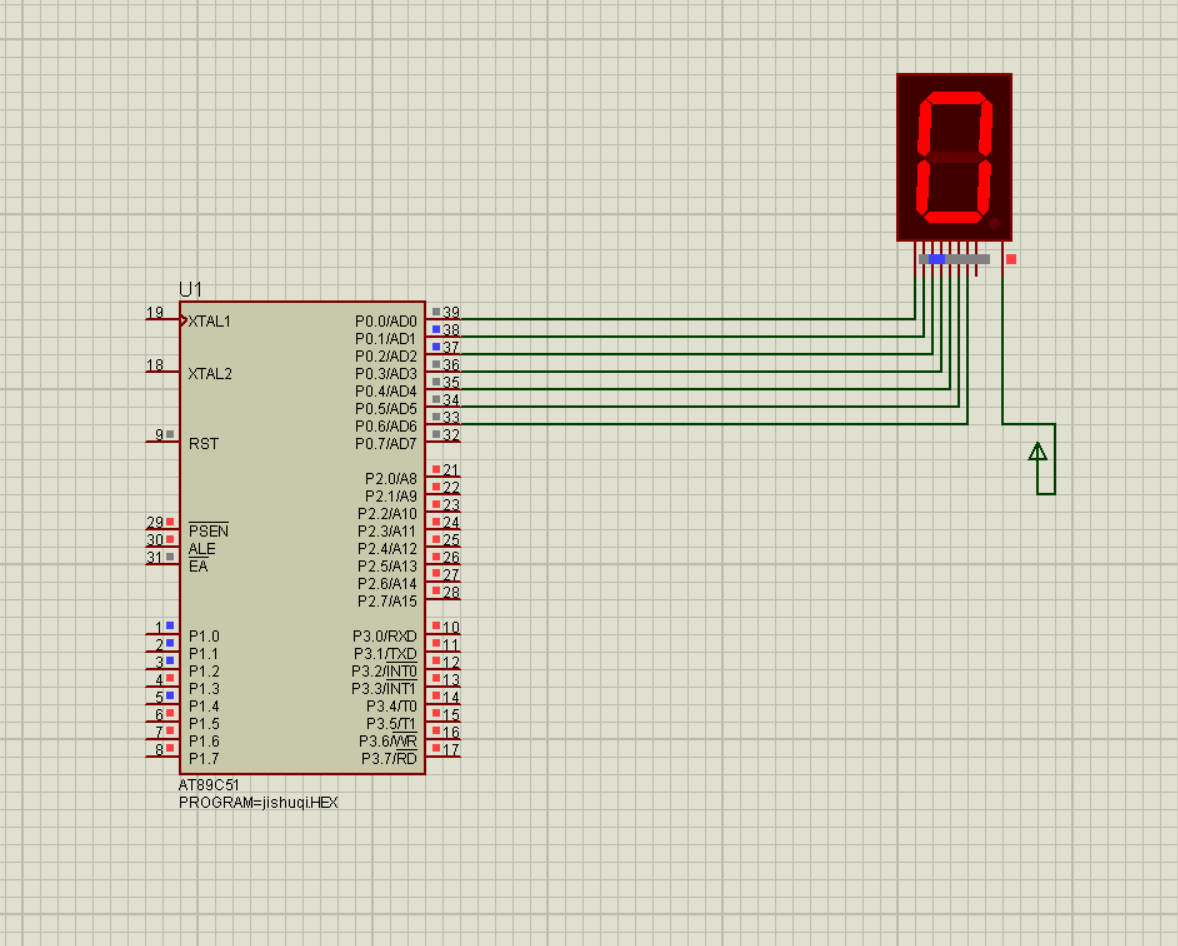 U1
19 XTAL1
18 XTAL2
9 RST
29 PSEN
30 ALE
31 EA
1 P1.0
2 P1.1
3 P1.2
4 P1.3
5 P1.4
6 P1.5
7 P1.6
8 P1.7
P0.0/AD0 39
P0.1/AD1 38
P0.2/AD2 37
P0.3/AD3 36
P0.4/AD4 35
P0.5/AD5 34
P0.6/AD6 33
P0.7/AD7 32
P2.0/A8 21
P2.1/A9 22
P2.2/A10 23
P2.3/A11 24
P2.4/A12 25
P2.5/A13 26
P2.6/A14 27
P2.7/A15 28
P3.0/RXD 10
P3.1/TXD 11
P3.2/INT0 12
P3.3/INT1 13
P3.4/T0 14
P3.5/T1 15
P3.6/WR 16
P3.7/RD 17
AT89C51
PROGRAM=jishuqi.HEX
0